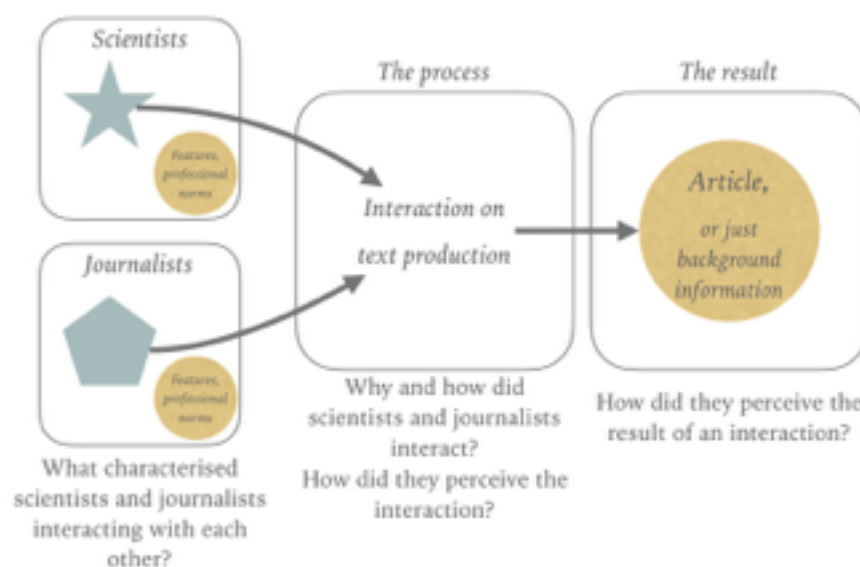 Scientists
Features,
professional
norms
Journalists
Features,
professional
norms
What characterised
scientists and journalists
interacting with each
other?
The process
Interaction on
text production
Why and how did
scientists and journalists
interact?
How did they perceive the
interaction?
The result
Article,
or just
background
information
How did they perceive the
result of an interaction?